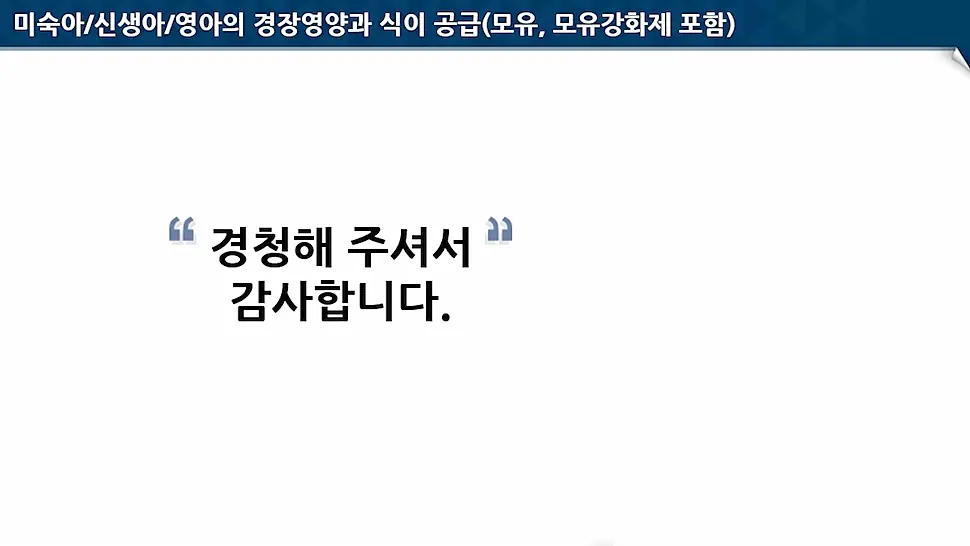 미숙아/신생아/영아의 경장영양과 식이 공급(모유, 모유강화제 포함)
“ 경청해 주셔서 ”
감사합니다.